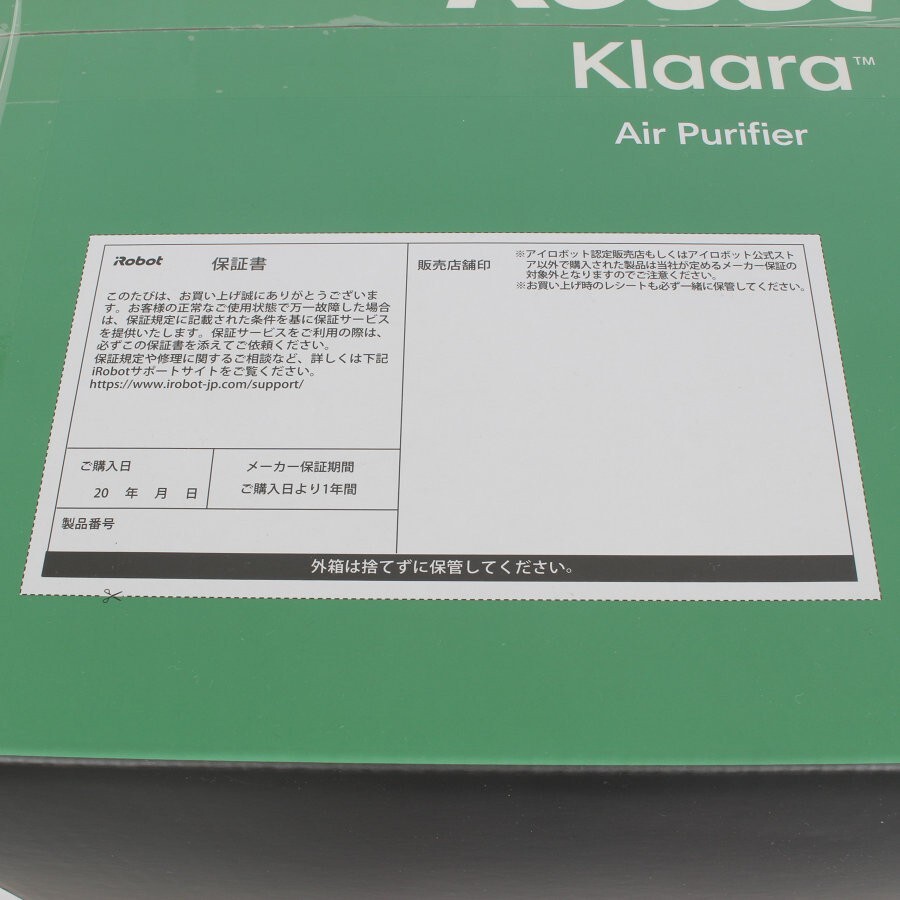 Klaara™
Air Purifier
iRobot 保証書
このたびは、お買い上げ誠にありがとうございま
す。お客様の正常なご使用状態で万一故障した場合
は、保証規定に記載された条件を基に保証サービス
を提供いたします。保証サービスをご利用の際は、
必ずこの保証書を添えてご依頼ください。
保証規定や修理に関するご相談など、詳しくは下記
iRobotサポートサイトをご覧ください。
https://www.irobot-jp.com/support/
ご購入日
20 年 月 日
メーカー保証期間
ご購入日より1年間
製品番号
販売店舗印
※アイロボット認定販売店もしくはアイロボット公式スト
ア以外で購入された製品は当社が定めるメーカー保証の
対象外となりますのでご注意ください。
※お買い上げ時のレシートも必ず一緒に保管してください。
外箱は捨てずに保管してください。